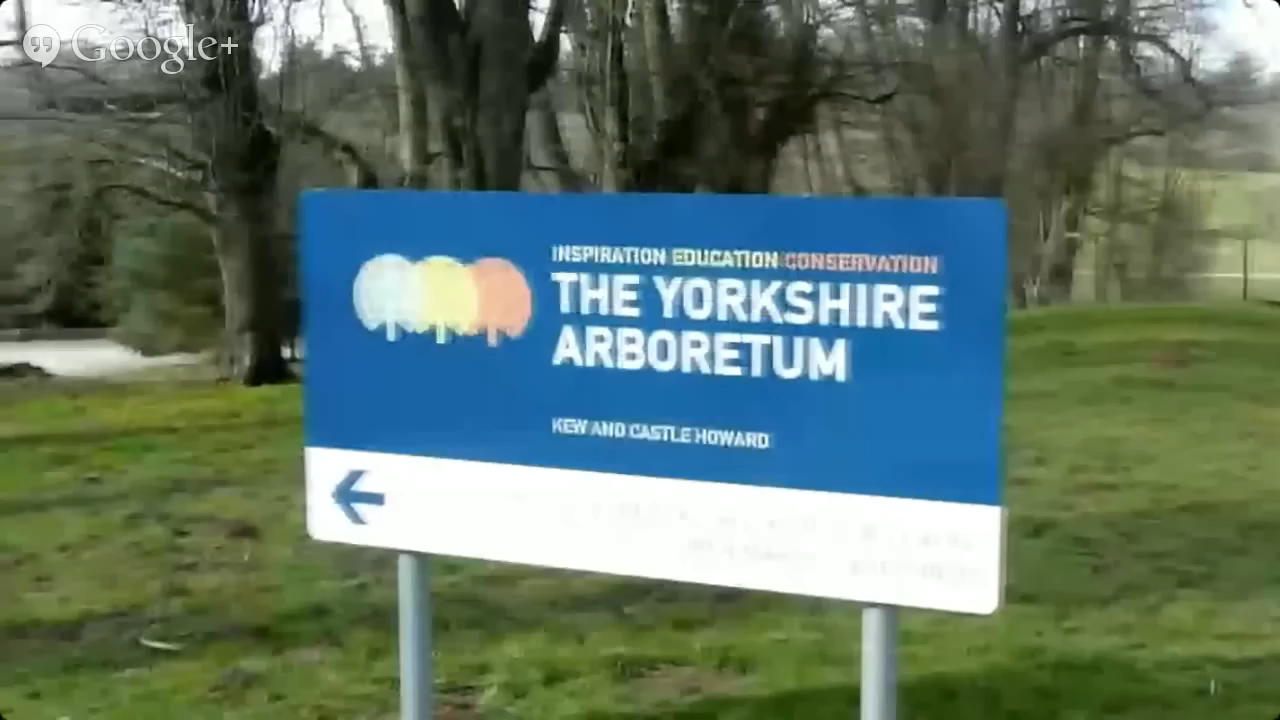 Google+
INSPIRATION EDUCATION CONSERVATION
THE YORKSHIRE
ARBORETUM
KEW AND CASTLE HOWARD